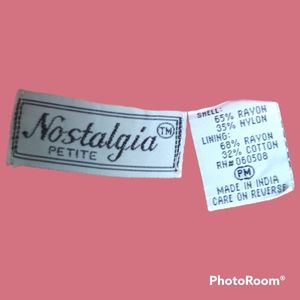 Nostalgia TM
PETITE
SHELL:
65% RAYON
35% NYLON
LINING:
68% RAYON
32% COTTON
RN# 060508
PM
MADE IN INDIA
CARE ON REVERSE
PhotoRoom®